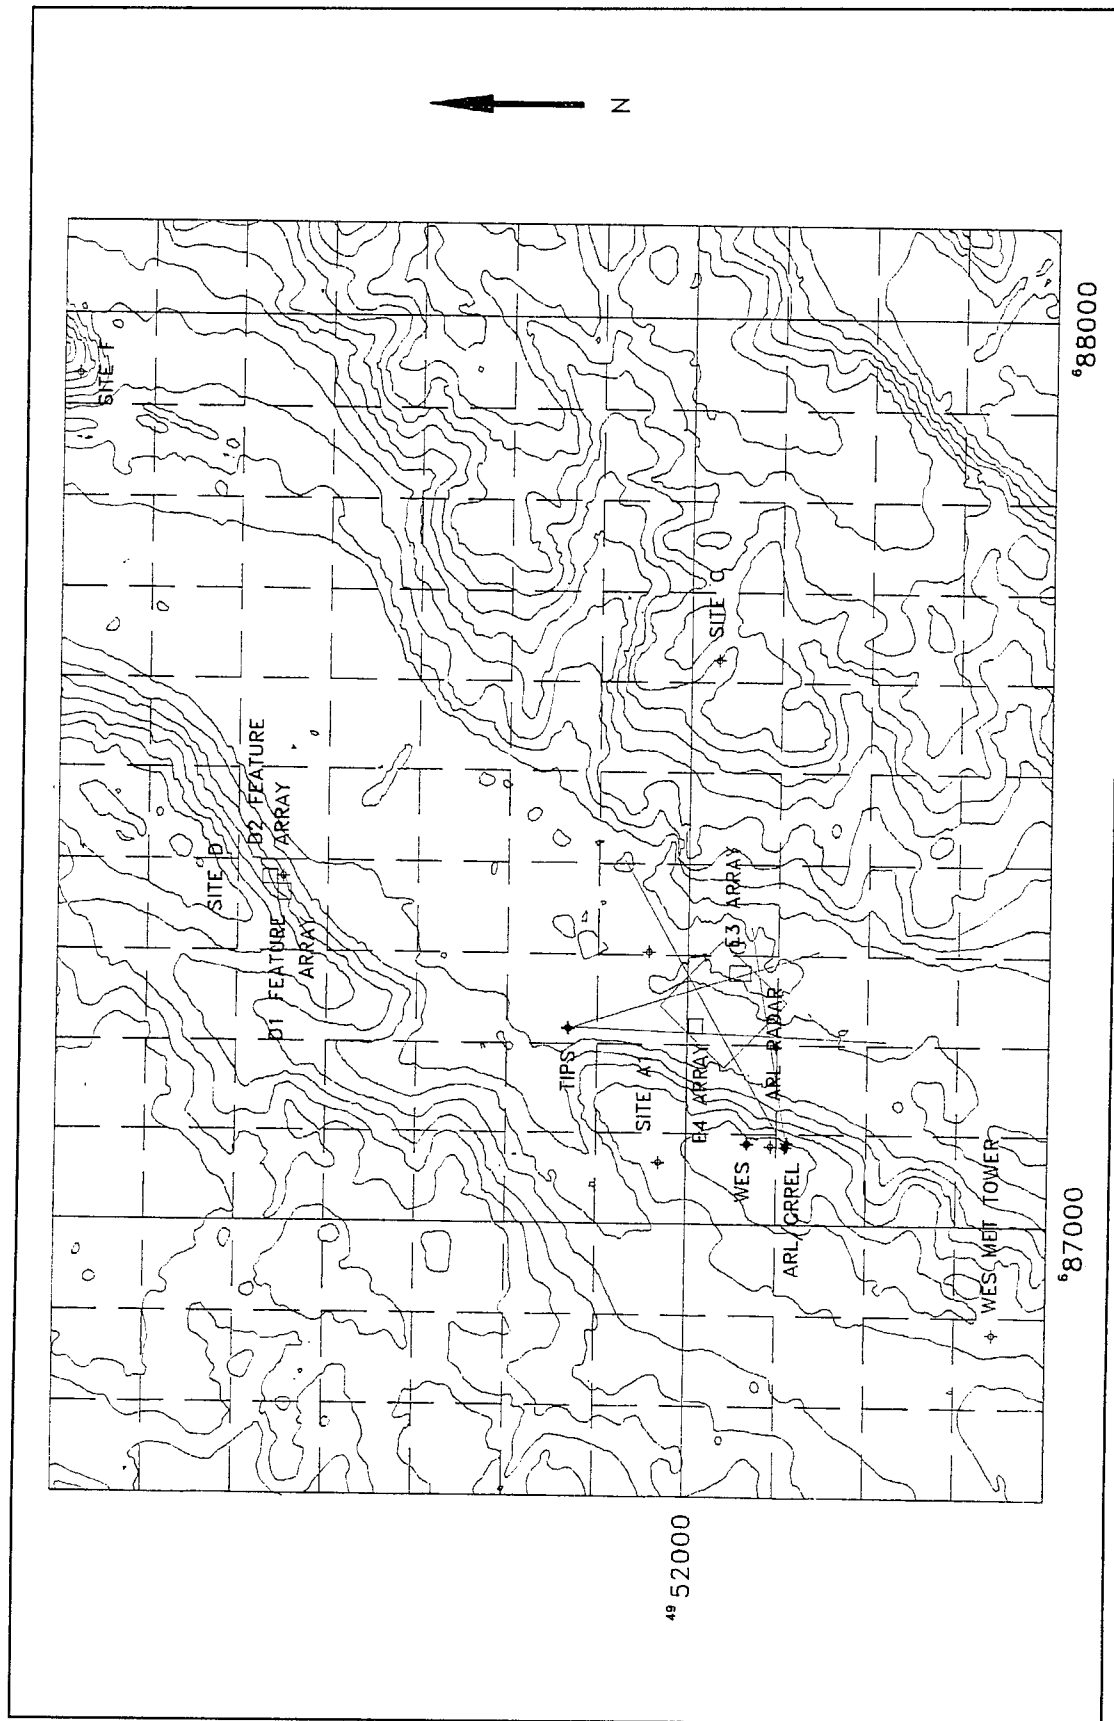 N
SITE F
D2 FEATURE
ARRAY
SITE D
D1 FEATURE
ARRAY
SITE C
E3 ARRAY
TIPS
SITE A
E4 ARRAY
ARL RADAR
WES
ARL/CRREL
WES MET TOWER
⁶88000
⁶87000
⁴⁹52000